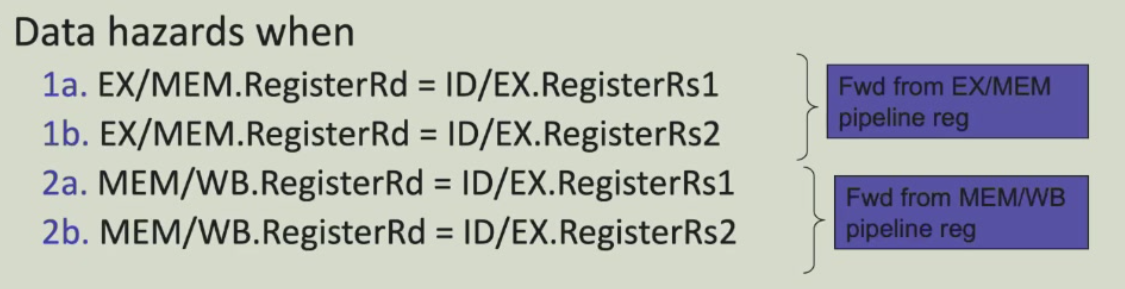 Data hazards when
1a. EX/MEM.RegisterRd = ID/EX.RegisterRs1
1b. EX/MEM.RegisterRd = ID/EX.RegisterRs2
Fwd from EX/MEM
pipeline reg
2a. MEM/WB.RegisterRd = ID/EX.RegisterRs1
2b. MEM/WB.RegisterRd = ID/EX.RegisterRs2
Fwd from MEM/WB
pipeline reg